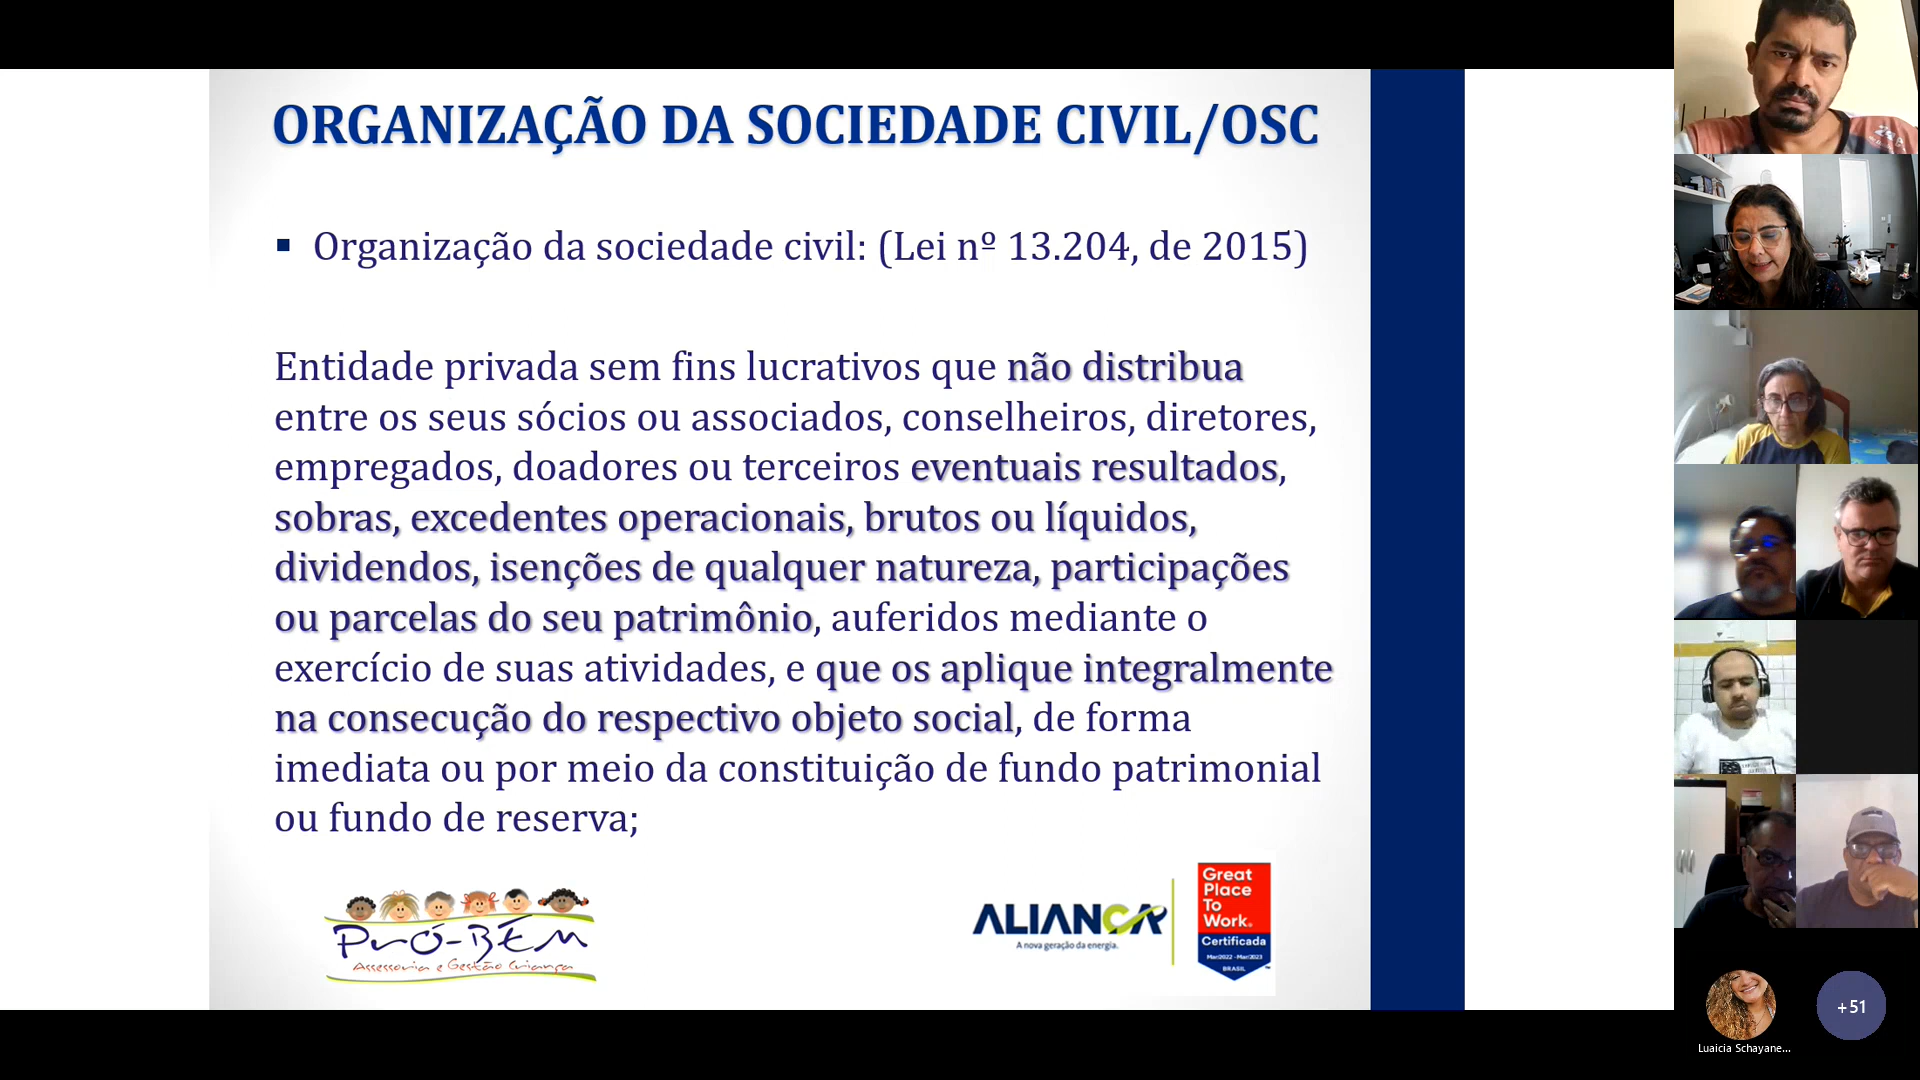 ORGANIZAÇÃO DA SOCIEDADE CIVIL/OSC
▪ Organização da sociedade civil: (Lei nº 13.204, de 2015)
Entidade privada sem fins lucrativos que não distribua
entre os seus sócios ou associados, conselheiros, diretores,
empregados, doadores ou terceiros eventuais resultados,
sobras, excedentes operacionais, brutos ou líquidos,
dividendos, isenções de qualquer natureza, participações
ou parcelas do seu patrimônio, auferidos mediante o
exercício de suas atividades, e que os aplique integralmente
na consecução do respectivo objeto social, de forma
imediata ou por meio da constituição de fundo patrimonial
ou fundo de reserva;
Pró-Bem
Assessoria e Gestão Criança
ALIANÇA
A nova geração da energia.
Great
Place
To
Work.
Certificada
Mar/2022 - Mar/2023
BRASIL
Luaicia Schayane...
+51